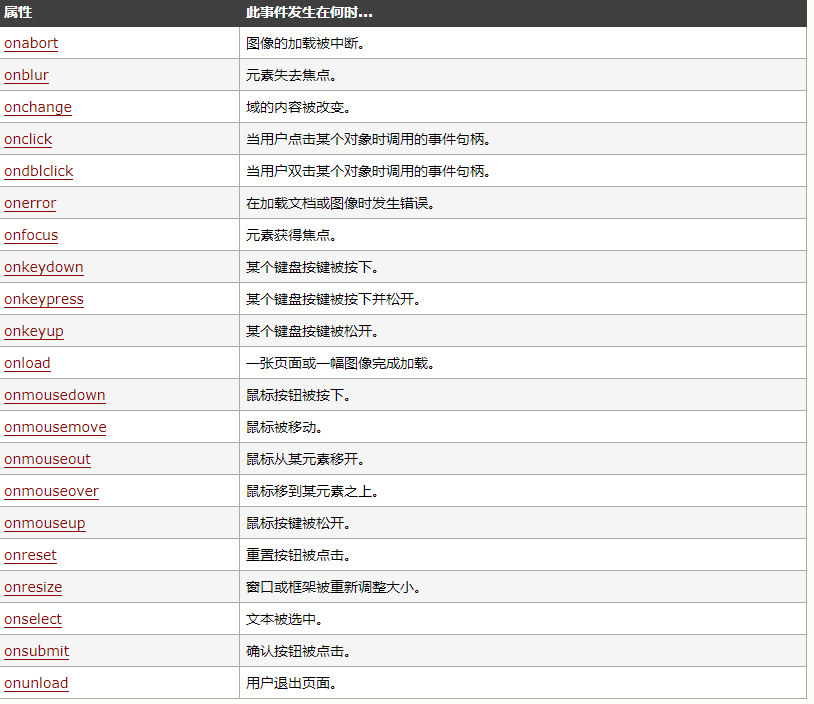 属性 此事件发生在何时...
onabort 图像的加载被中断。
onblur 元素失去焦点。
onchange 域的内容被改变。
onclick 当用户点击某个对象时调用的事件句柄。
ondblclick 当用户双击某个对象时调用的事件句柄。
onerror 在加载文档或图像时发生错误。
onfocus 元素获得焦点。
onkeydown 某个键盘按键被按下。
onkeypress 某个键盘按键被按下并松开。
onkeyup 某个键盘按键被松开。
onload 一张页面或一幅图像完成加载。
onmousedown 鼠标按钮被按下。
onmousemove 鼠标被移动。
onmouseout 鼠标从某元素移开。
onmouseover 鼠标移到某元素之上。
onmouseup 鼠标按键被松开。
onreset 重置按钮被点击。
onresize 窗口或框架被重新调整大小。
onselect 文本被选中。
onsubmit 确认按钮被点击。
onunload 用户退出页面。